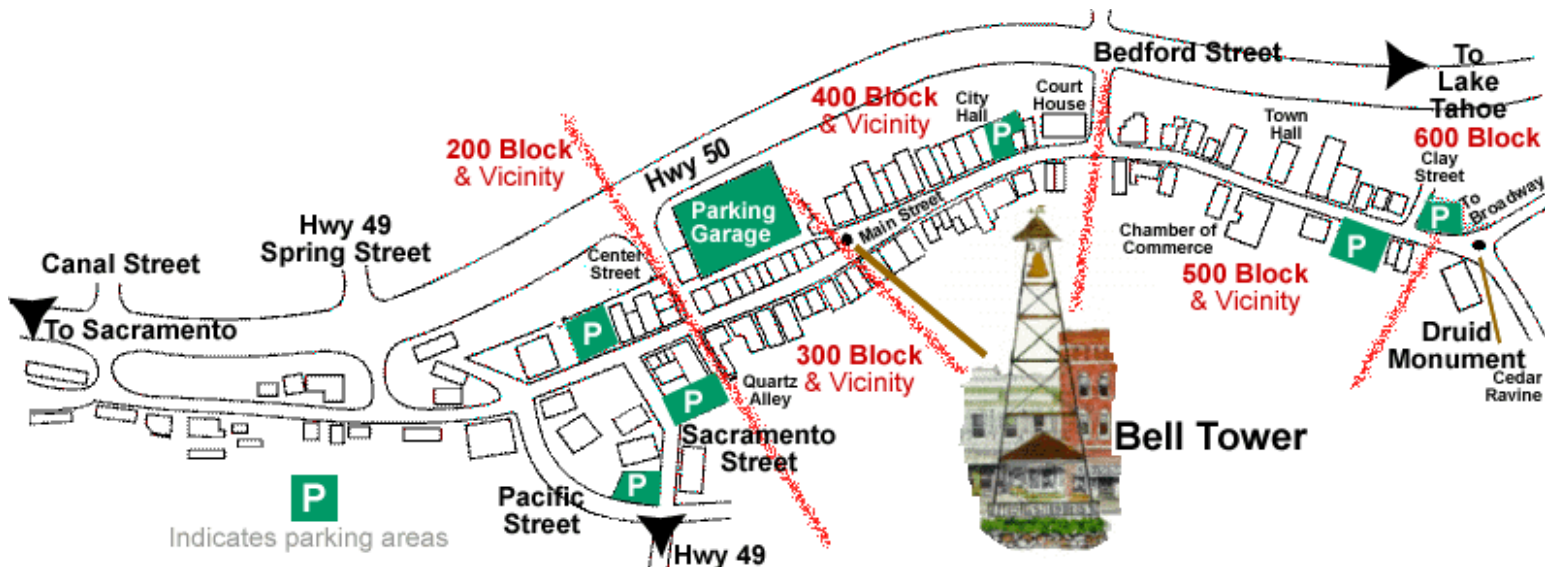 Bedford Street
To
Lake
Tahoe
600 Block
400 Block
& Vicinity
City
Hall
Court
House
Town
Hall
Clay
Street
P
200 Block
& Vicinity
Hwy 50
Parking
Garage
Main Street
To
Broadway
P
P
Hwy 49
Spring Street
Centel
Street
Chamber of
Commerce
500 Block
& Vicinity
Canal Street
To Sacramento
P
300 Block
& Vicinity
Druid
Monument
Cedar
Ravine
Quartz
Alley
P
Sacramento
Street
Bell Tower
P
Pacific
Street
P
Indicates parking areas
Hwy 49